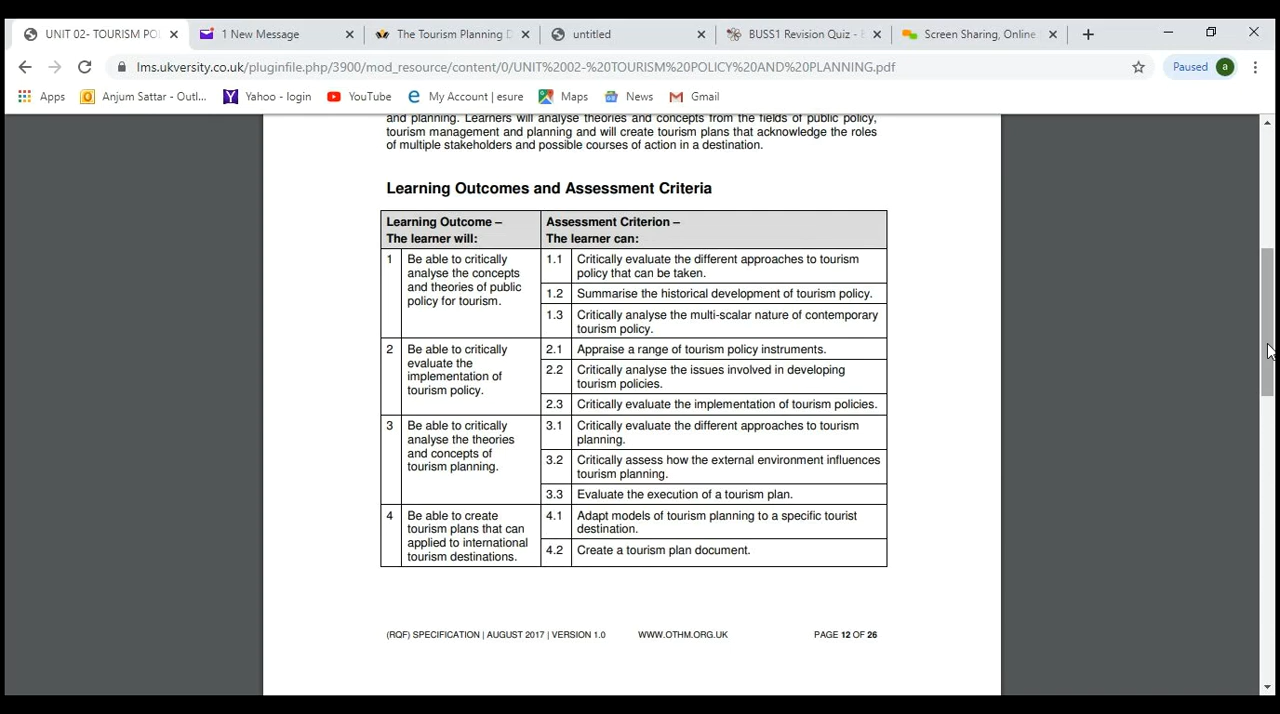 UNIT 02- TOURISM PO
1 New Message
The Tourism Planning D
untitled
BUSS1 Revision Quiz -
Screen Sharing, Online
lms.ukversity.co.uk/pluginfile.php/3900/mod_resource/content/0/UNIT%2002-%20TOURISM%20POLICY%20AND%20PLANNING.pdf
Paused a
Apps
Anjum Sattar - Outl...
Yahoo - login
YouTube
My Account | esure
Maps
News
Gmail
and planning. Learners will analyse theories and concepts from the fields of public policy,
tourism management and planning and will create tourism plans that acknowledge the roles
of multiple stakeholders and possible courses of action in a destination.
Learning Outcomes and Assessment Criteria
Learning Outcome –
The learner will:
Assessment Criterion –
The learner can:
1 Be able to critically
analyse the concepts
and theories of public
policy for tourism.
1.1 Critically evaluate the different approaches to tourism
policy that can be taken.
1.2 Summarise the historical development of tourism policy.
1.3 Critically analyse the multi-scalar nature of contemporary
tourism policy.
2 Be able to critically
evaluate the
implementation of
tourism policy.
2.1 Appraise a range of tourism policy instruments.
2.2 Critically analyse the issues involved in developing
tourism policies.
2.3 Critically evaluate the implementation of tourism policies.
3 Be able to critically
analyse the theories
and concepts of
tourism planning.
3.1 Critically evaluate the different approaches to tourism
planning.
3.2 Critically assess how the external environment influences
tourism planning.
3.3 Evaluate the execution of a tourism plan.
4 Be able to create
tourism plans that can
applied to international
tourism destinations.
4.1 Adapt models of tourism planning to a specific tourist
destination.
4.2 Create a tourism plan document.
(RQF) SPECIFICATION | AUGUST 2017 | VERSION 1.0 WWW.OTHM.ORG.UK PAGE 12 OF 26